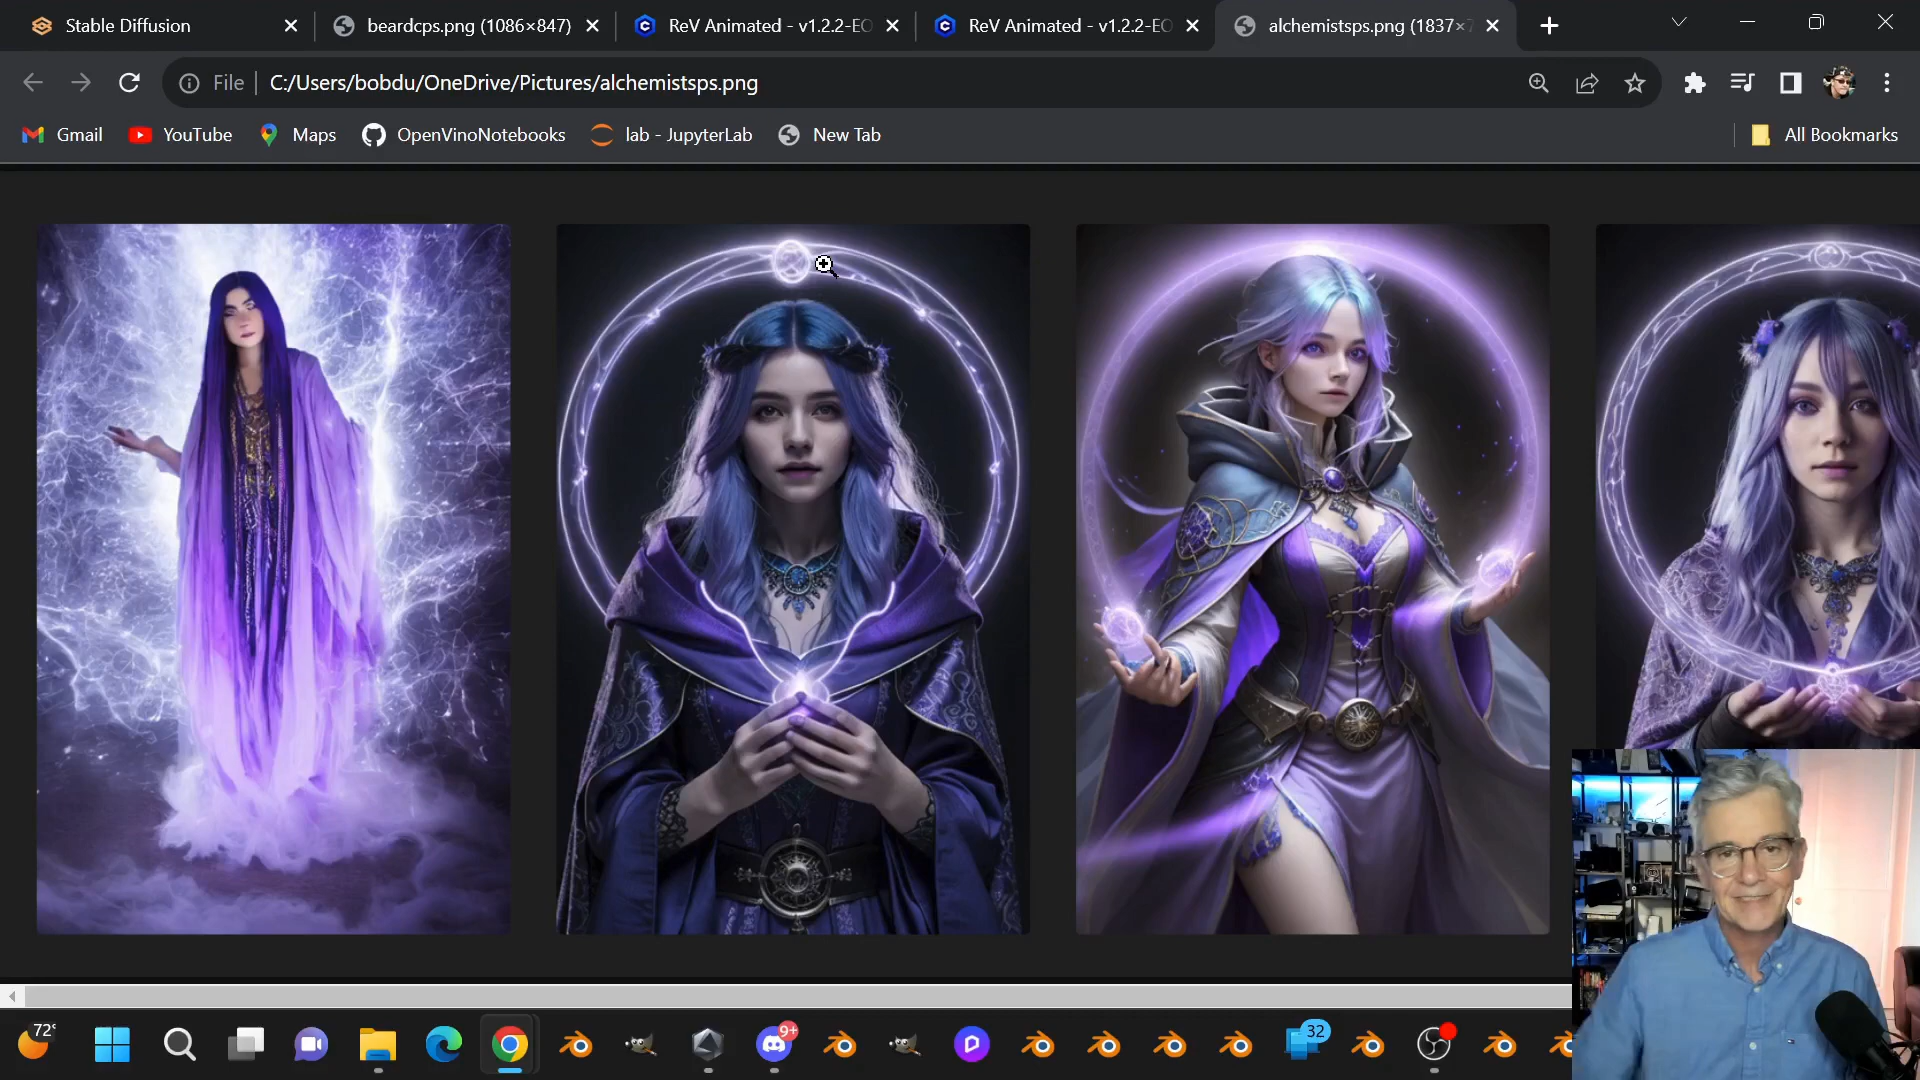 Stable Diffusion
beardcps.png (1086×847)
ReV Animated - v1.2.2-EO
ReV Animated - v1.2.2-EO
alchemistsps.png (1837×7
File
C:/Users/bobdu/OneDrive/Pictures/alchemistsps.png
Gmail
YouTube
Maps
OpenVinoNotebooks
lab - JupyterLab
New Tab
All Bookmarks
72°
9+
32